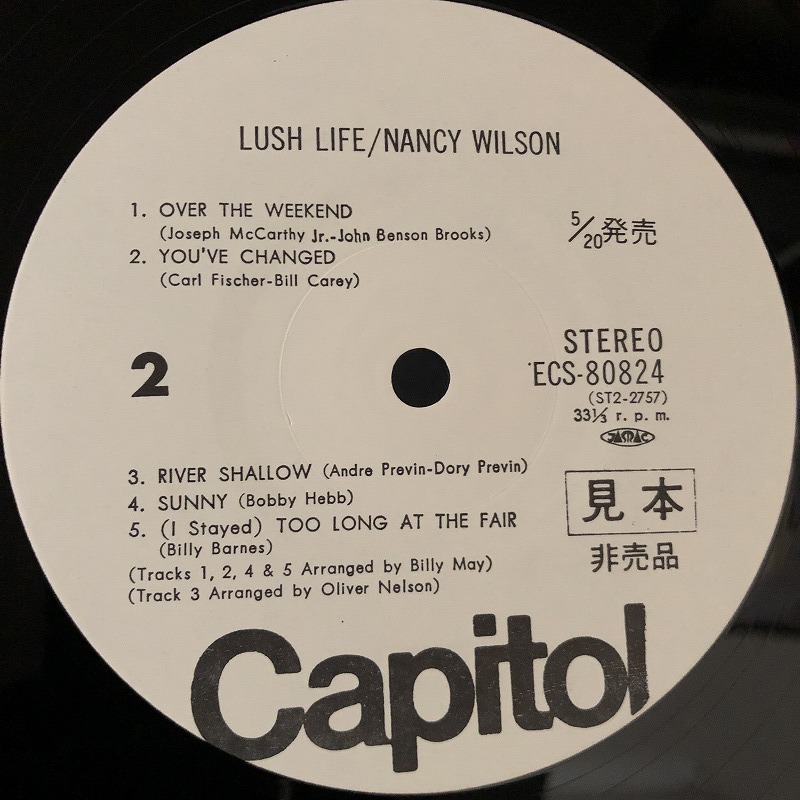 LUSH LIFE/NANCY WILSON
1. OVER THE WEEKEND
(Joseph McCarthy Jr.-John Benson Brooks)
2. YOU'VE CHANGED
(Carl Fischer-Bill Carey)
5/20発売
2
STEREO
ECS-80824
(ST2-2757)
33⅓ r. p. m.
JASRAC
3. RIVER SHALLOW (Andre Previn-Dory Previn)
4. SUNNY (Bobby Hebb)
5. (I Stayed) TOO LONG AT THE FAIR
(Billy Barnes)
(Tracks 1, 2, 4 & 5 Arranged by Billy May)
(Track 3 Arranged by Oliver Nelson)
見本
非売品
Capitol